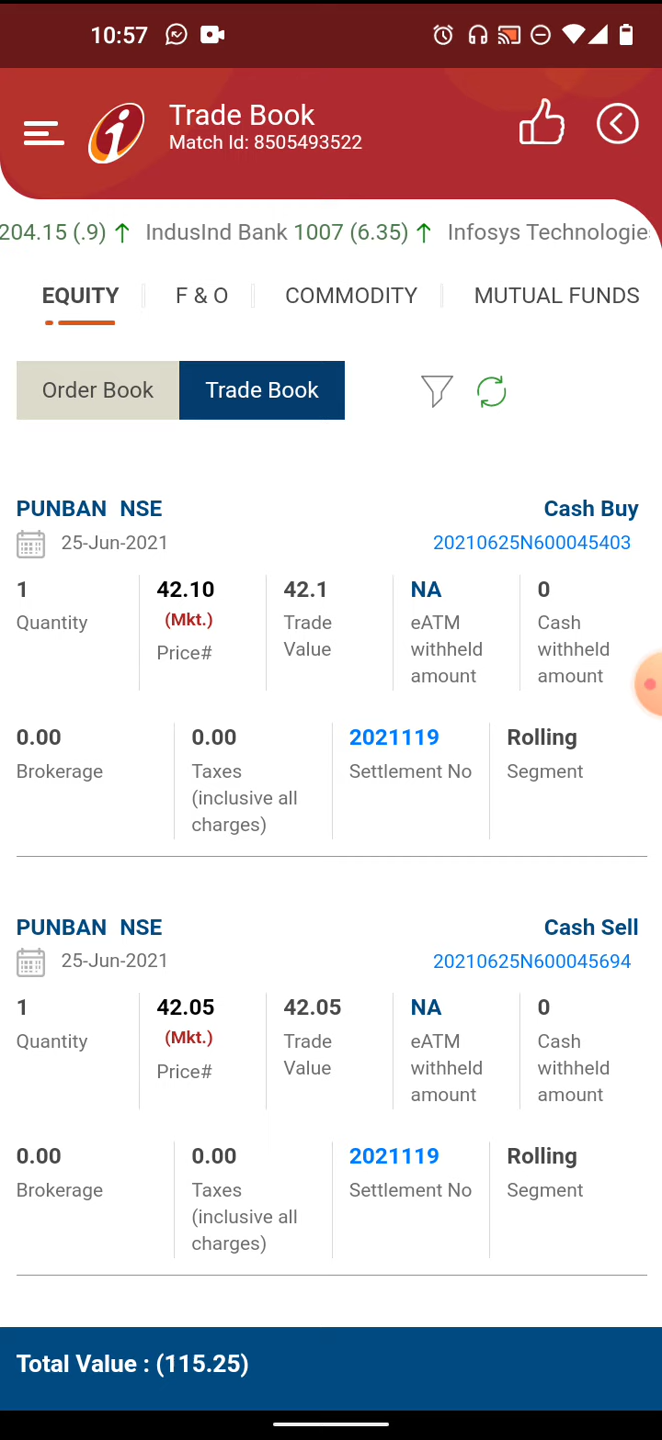 10:57
Trade Book
Match Id: 8505493522
204.15 (.9) ↑ IndusInd Bank 1007 (6.35) ↑ Infosys Technologie
EQUITY F & O COMMODITY MUTUAL FUNDS
Order Book Trade Book
PUNBAN NSE Cash Buy
25-Jun-2021 20210625N600045403
1 42.10 42.1 NA 0
Quantity (Mkt.) Trade eATM Cash
Price# Value withheld withheld
amount amount
0.00 0.00 2021119 Rolling
Brokerage Taxes Settlement No Segment
(inclusive all
charges)
PUNBAN NSE Cash Sell
25-Jun-2021 20210625N600045694
1 42.05 42.05 NA 0
Quantity (Mkt.) Trade eATM Cash
Price# Value withheld withheld
amount amount
0.00 0.00 2021119 Rolling
Brokerage Taxes Settlement No Segment
(inclusive all
charges)
Total Value : (115.25)